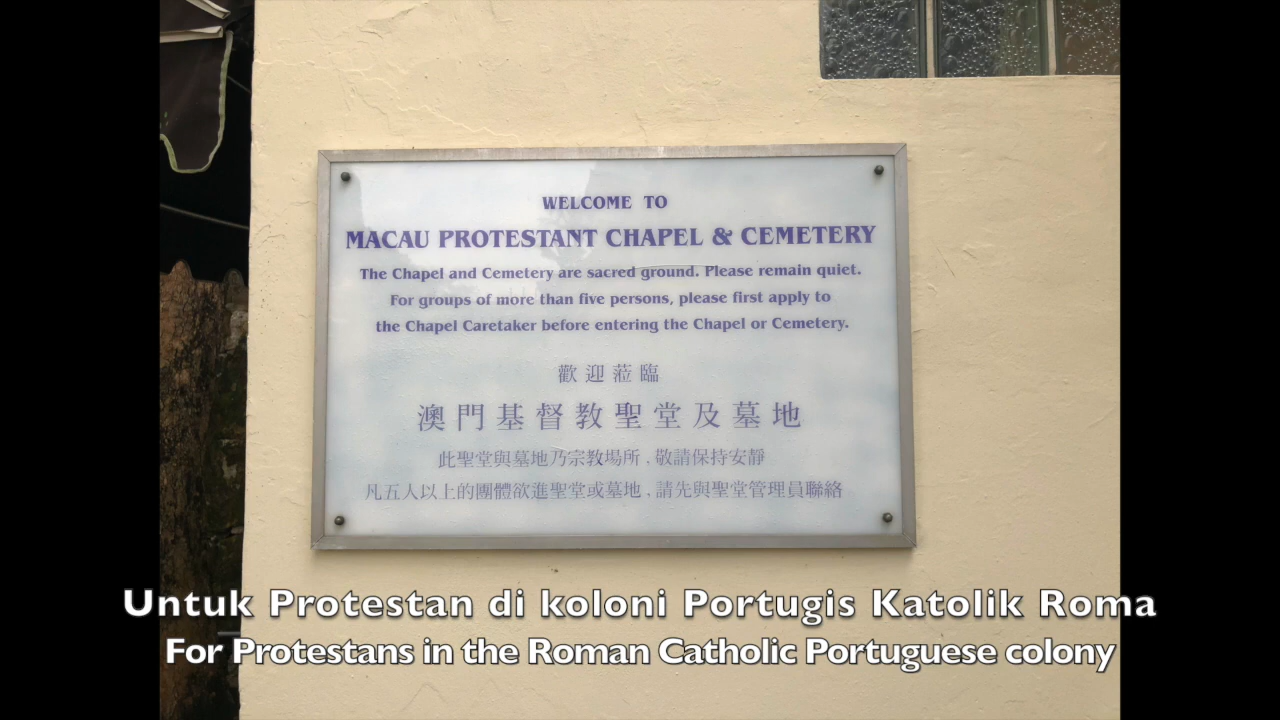 WELCOME TO
MACAU PROTESTANT CHAPEL & CEMETERY
The Chapel and Cemetery are sacred ground. Please remain quiet.
For groups of more than five persons, please first apply to
the Chapel Caretaker before entering the Chapel or Cemetery.
歡迎蒞臨
澳門基督教聖堂及墓地
此聖堂與墓地乃宗教場所，敬請保持安靜
凡五人以上的團體欲進聖堂或墓地，請先與聖堂管理員聯絡
Untuk Protestan di koloni Portugis Katolik Roma
For Protestans in the Roman Catholic Portuguese colony